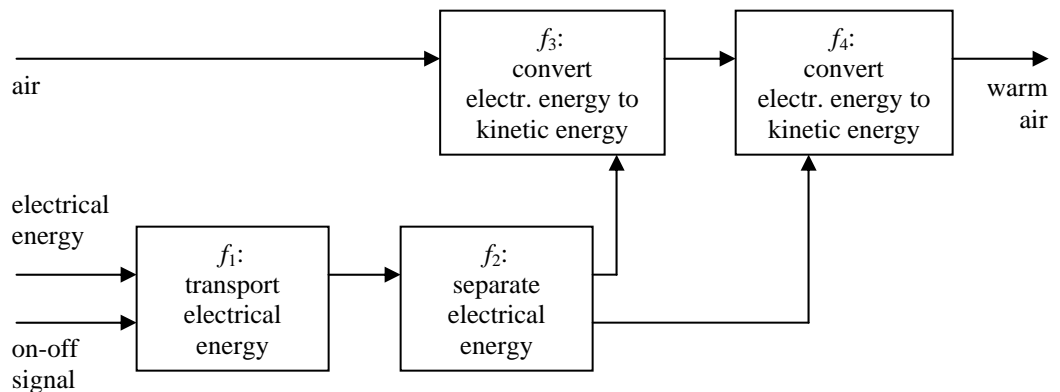 air
f3:
convert
electr. energy to
kinetic energy
f4:
convert
electr. energy to
kinetic energy
warm
air
electrical
energy
on-off
signal
f1:
transport
electrical
energy
f2:
separate
electrical
energy